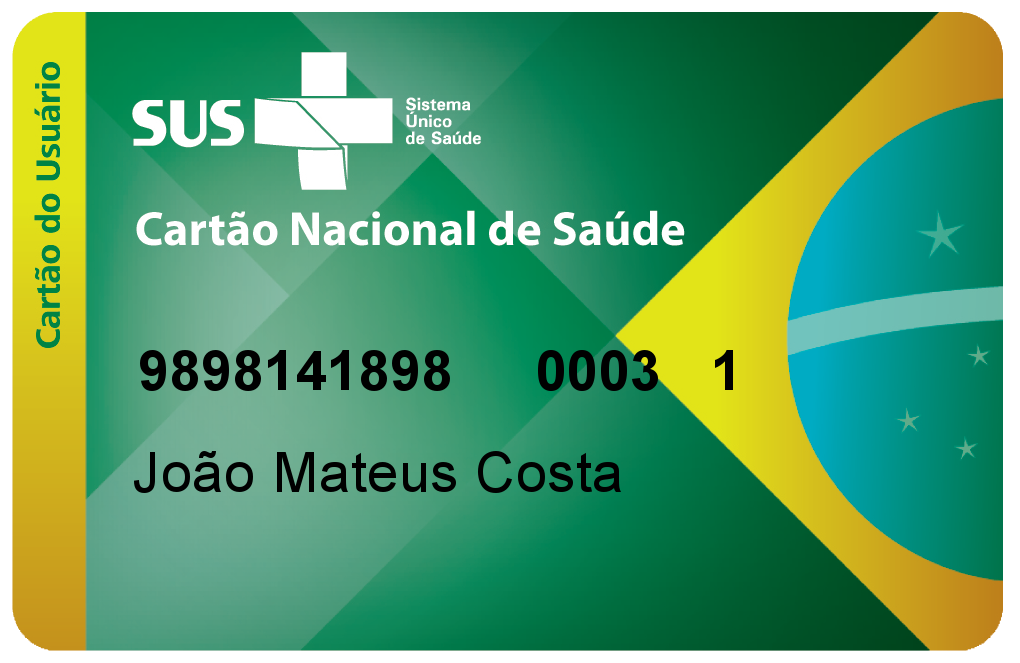 Cartão do Usuário
SUS
Sistema
Único
de Saúde
Cartão Nacional de Saúde
9898141898 0003 1
João Mateus Costa